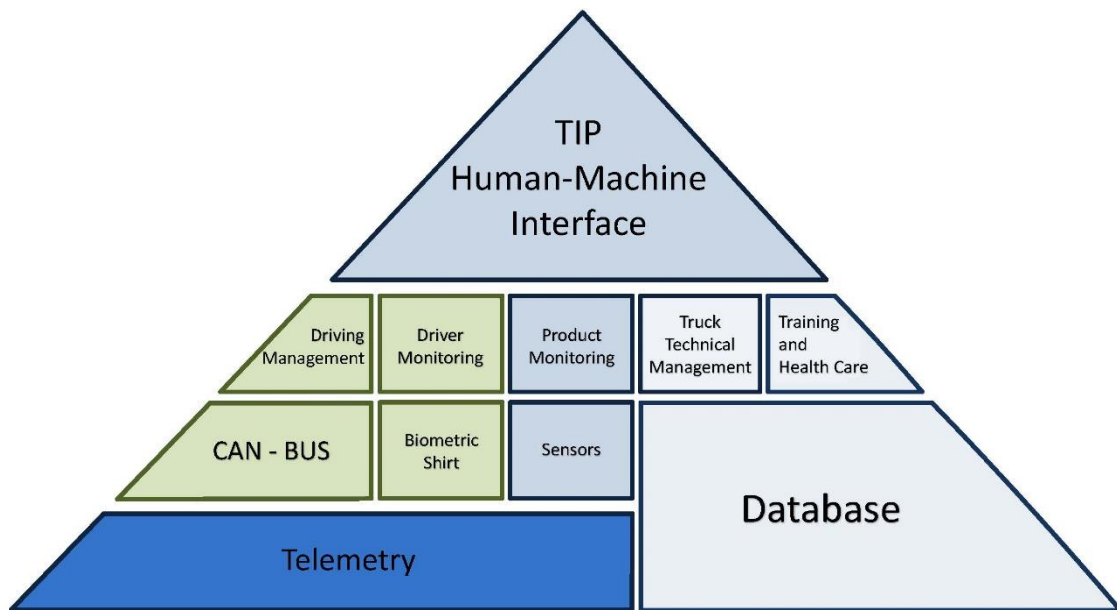 TIP
Human-Machine
Interface
Driving
Management
Driver
Monitoring
Product
Monitoring
Truck
Technical
Management
Training
and
Health Care
CAN - BUS
Biometric
Shirt
Sensors
Database
Telemetry